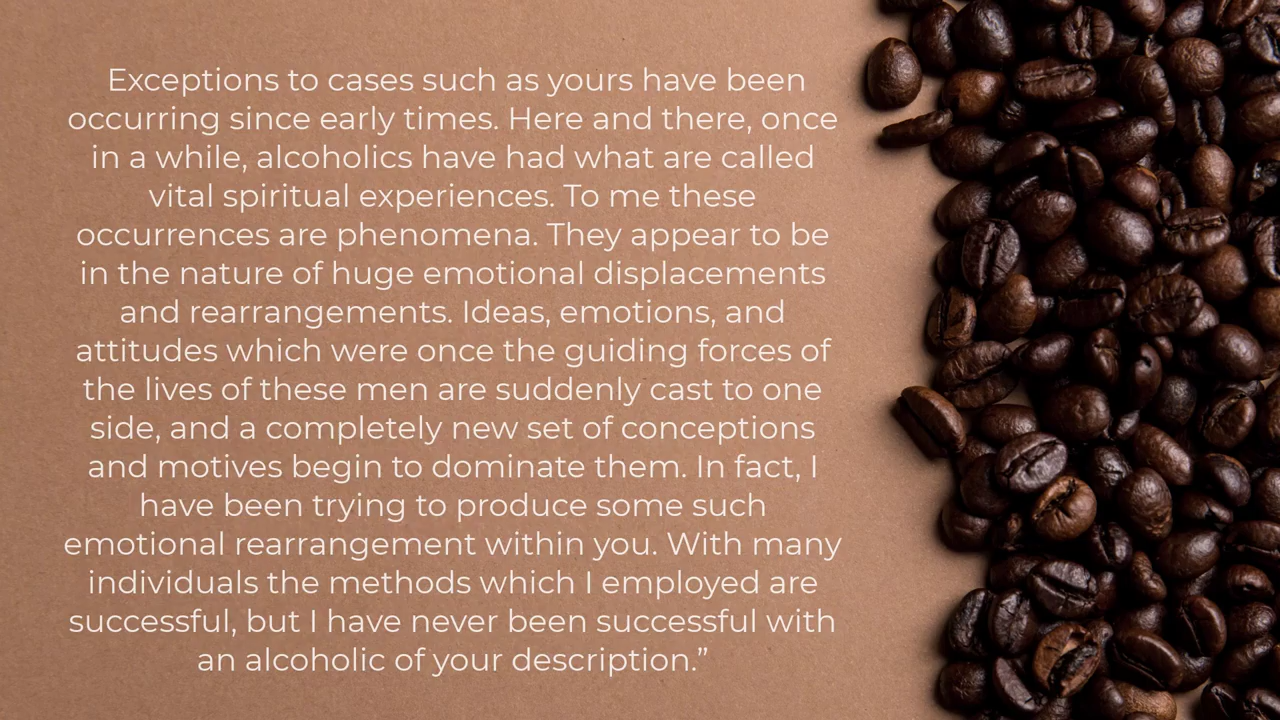 Exceptions to cases such as yours have been
occurring since early times. Here and there, once
in a while, alcoholics have had what are called
vital spiritual experiences. To me these
occurrences are phenomena. They appear to be
in the nature of huge emotional displacements
and rearrangements. Ideas, emotions, and
attitudes which were once the guiding forces of
the lives of these men are suddenly cast to one
side, and a completely new set of conceptions
and motives begin to dominate them. In fact, I
have been trying to produce some such
emotional rearrangement within you. With many
individuals the methods which I employed are
successful, but I have never been successful with
an alcoholic of your description.”